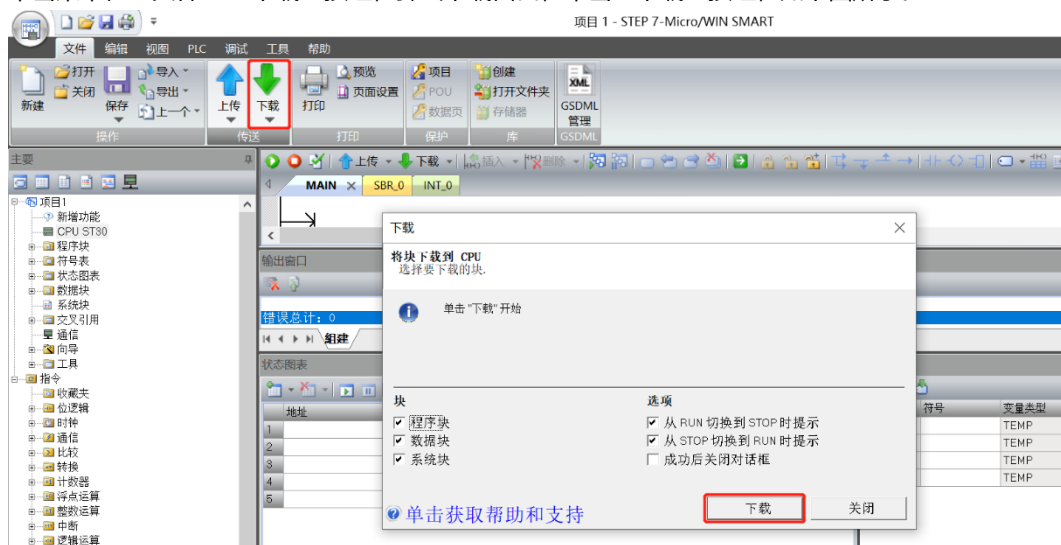 项目 1 - STEP 7-Micro/WIN SMART
文件 编辑 视图 PLC 调试 工具 帮助
新建 打开 关闭 保存 导入 导出 上一个 上传 下载 打印 预览 页面设置 项目 POU 数据页 创建 打开文件夹 存储器 XML GSDML 管理
操作 传送 打印 保护 库 GSDML
主要
上传 下载 插入 删除
MAIN SBR_0 INT_0
项目1
新增功能
CPU ST30
程序块
符号表
状态图表
数据块
系统块
交叉引用
通信
向导
工具
指令
收藏夹
位逻辑
时钟
通信
比较
转换
计数器
浮点运算
整数运算
中断
逻辑运算
输出窗口
错误总计: 0
组建
状态图表
地址
1
2
3
4
5
下载
将块下载到 CPU
选择要下载的块.
单击 "下载" 开始
块
程序块
数据块
系统块
选项
从 RUN 切换到 STOP 时提示
从 STOP 切换到 RUN 时提示
成功后关闭对话框
单击获取帮助和支持
下载 关闭
符号 变量类型
TEMP
TEMP
TEMP
TEMP